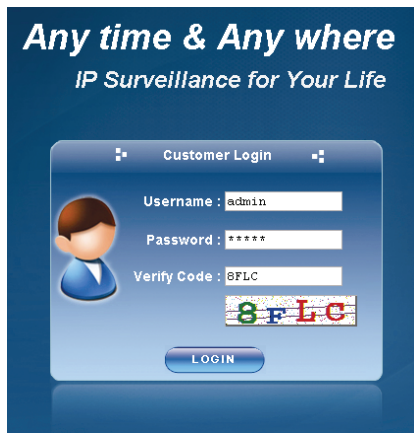 Any time & Any where
IP Surveillance for Your Life
Customer Login
Username : admin
Password : *****
Verify Code : 8FLC
8FLC
LOGIN